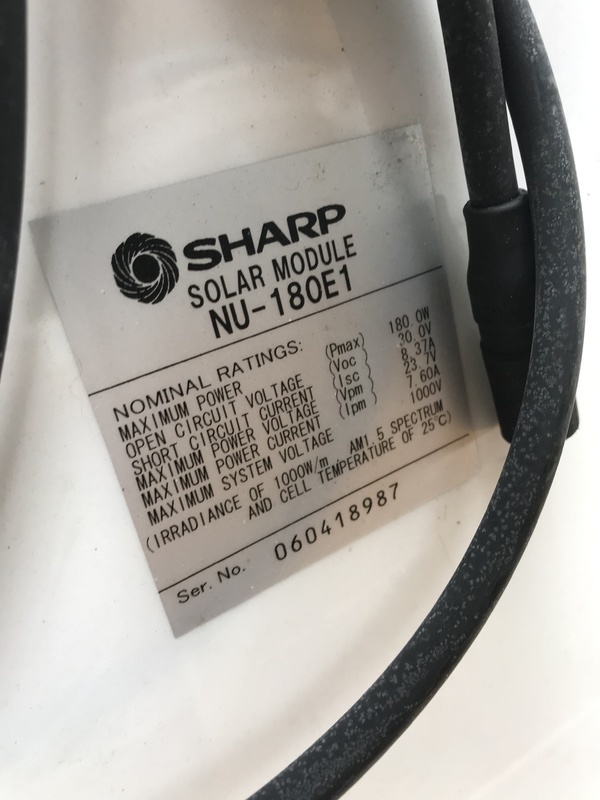 SHARP
SOLAR MODULE
NU-180E1
NOMINAL RATINGS:
MAXIMUM POWER (Pmax) 180.0W
OPEN CIRCUIT VOLTAGE (Voc) 30.0V
SHORT CIRCUIT CURRENT (Isc) 8.37A
MAXIMUM POWER VOLTAGE (Vpm) 23.7V
MAXIMUM POWER CURRENT (Ipm) 7.60A
MAXIMUM SYSTEM VOLTAGE 1000V
(IRRADIANCE OF 1000W/m AM1.5 SPECTRUM
AND CELL TEMPERATURE OF 25℃)
Ser. No. 060418987